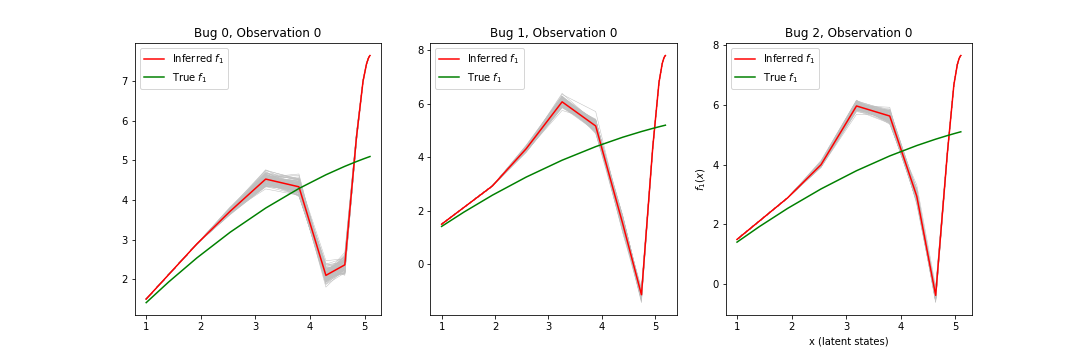 Bug 0, Observation 0
Inferred f₁
True f₁
7
6
5
4
3
2
1 2 3 4 5
Bug 1, Observation 0
Inferred f₁
True f₁
8
6
4
2
0
1 2 3 4 5
Bug 2, Observation 0
Inferred f₁
True f₁
8
6
4
2
0
f₁(x)
1 2 3 4 5
x (latent states)